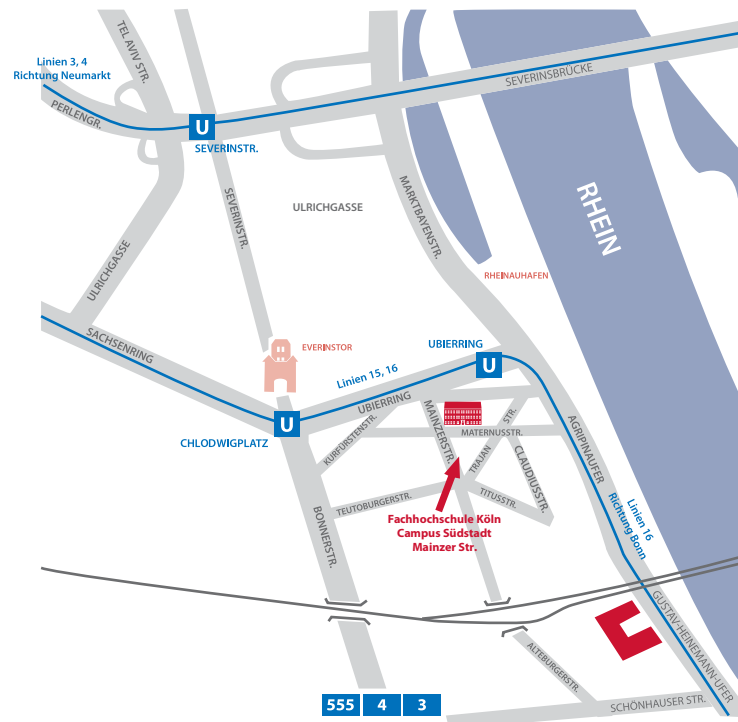 Linien 3, 4
Richtung Neumarkt
TEL AVIV STR.
PERLENGR.
U
SEVERINSTR.
SEVERINSBRÜCKE
SEVERINSTR.
ULRICHGASSE
MARKTBAYENSTR.
RHEIN
ULRICHGASSE
RHEINAUHAFEN
SACHSENRING
EVERINSTOR
UBIERRING
U
Linien 15, 16
UBIERRING
U
CHLODWIGPLATZ
KURFÜRSTENSTR.
MAINZERSTR.
MATERNUSSTR.
TRAJAN
STR.
CLAUDIUSSTR.
AGRIPINAUFER
TEUTOBURGERSTR.
TITUSSTR.
BONNERSTR.
Fachhochschule Köln
Campus Südstadt
Mainzer Str.
Linien 16
Richtung Bonn
GUSTAV-HEINEMANN-UFER
ALTEBURGERSTR.
SCHÖNHAUSER STR.
555 4 3